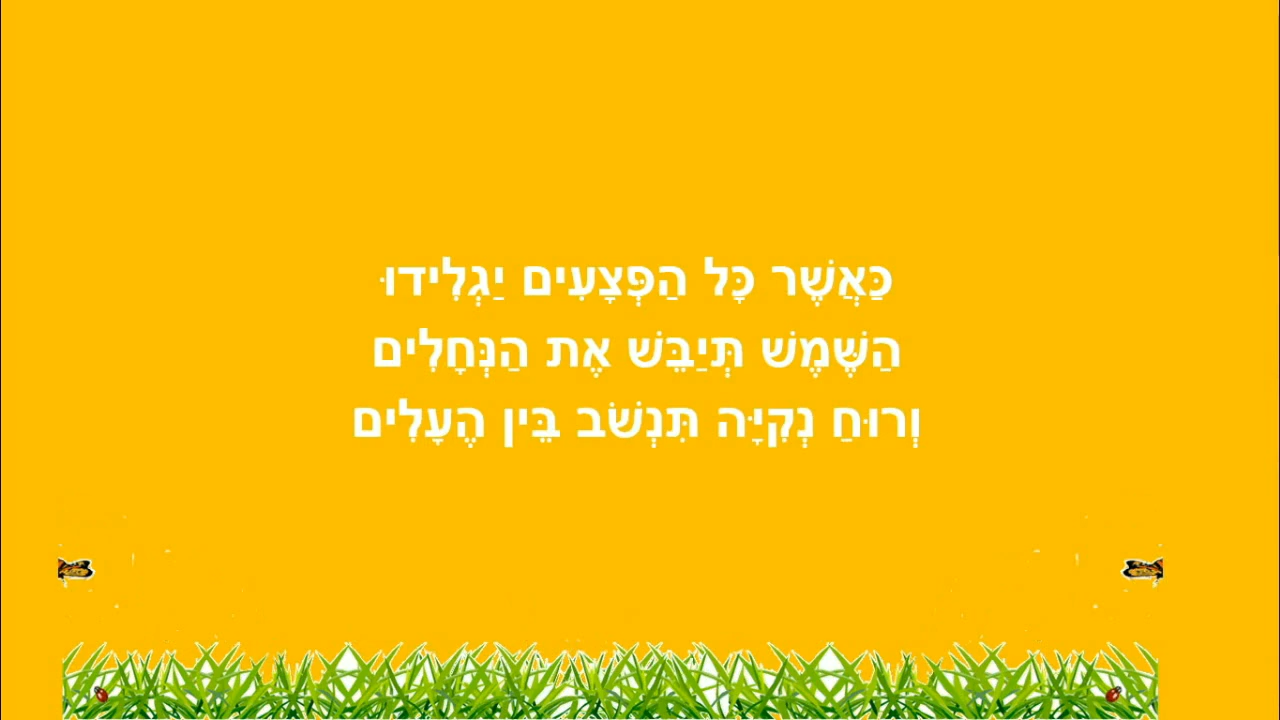 כַּאֲשֶׁר כָּל הַפְּצָעִים יַגְלִידוּ
הַשֶּׁמֶשׁ תְּיַבֵּשׁ אֶת הַנְּחָלִים
וְרוּחַ נְקִיָּה תִּנְשֹׁב בֵּין הֶעָלִים